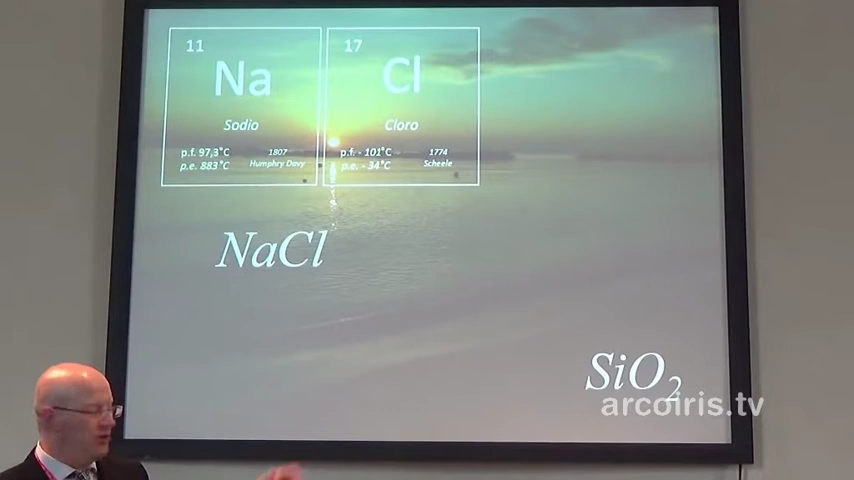 11
Na
Sodio
p.f. 97,3°C
1807
p.e. 883°C
Humphry Davy
17
Cl
Cloro
p.f. - 101°C
1774
p.e. - 34°C
Scheele
NaCl
SiO₂
arcoiris.tv